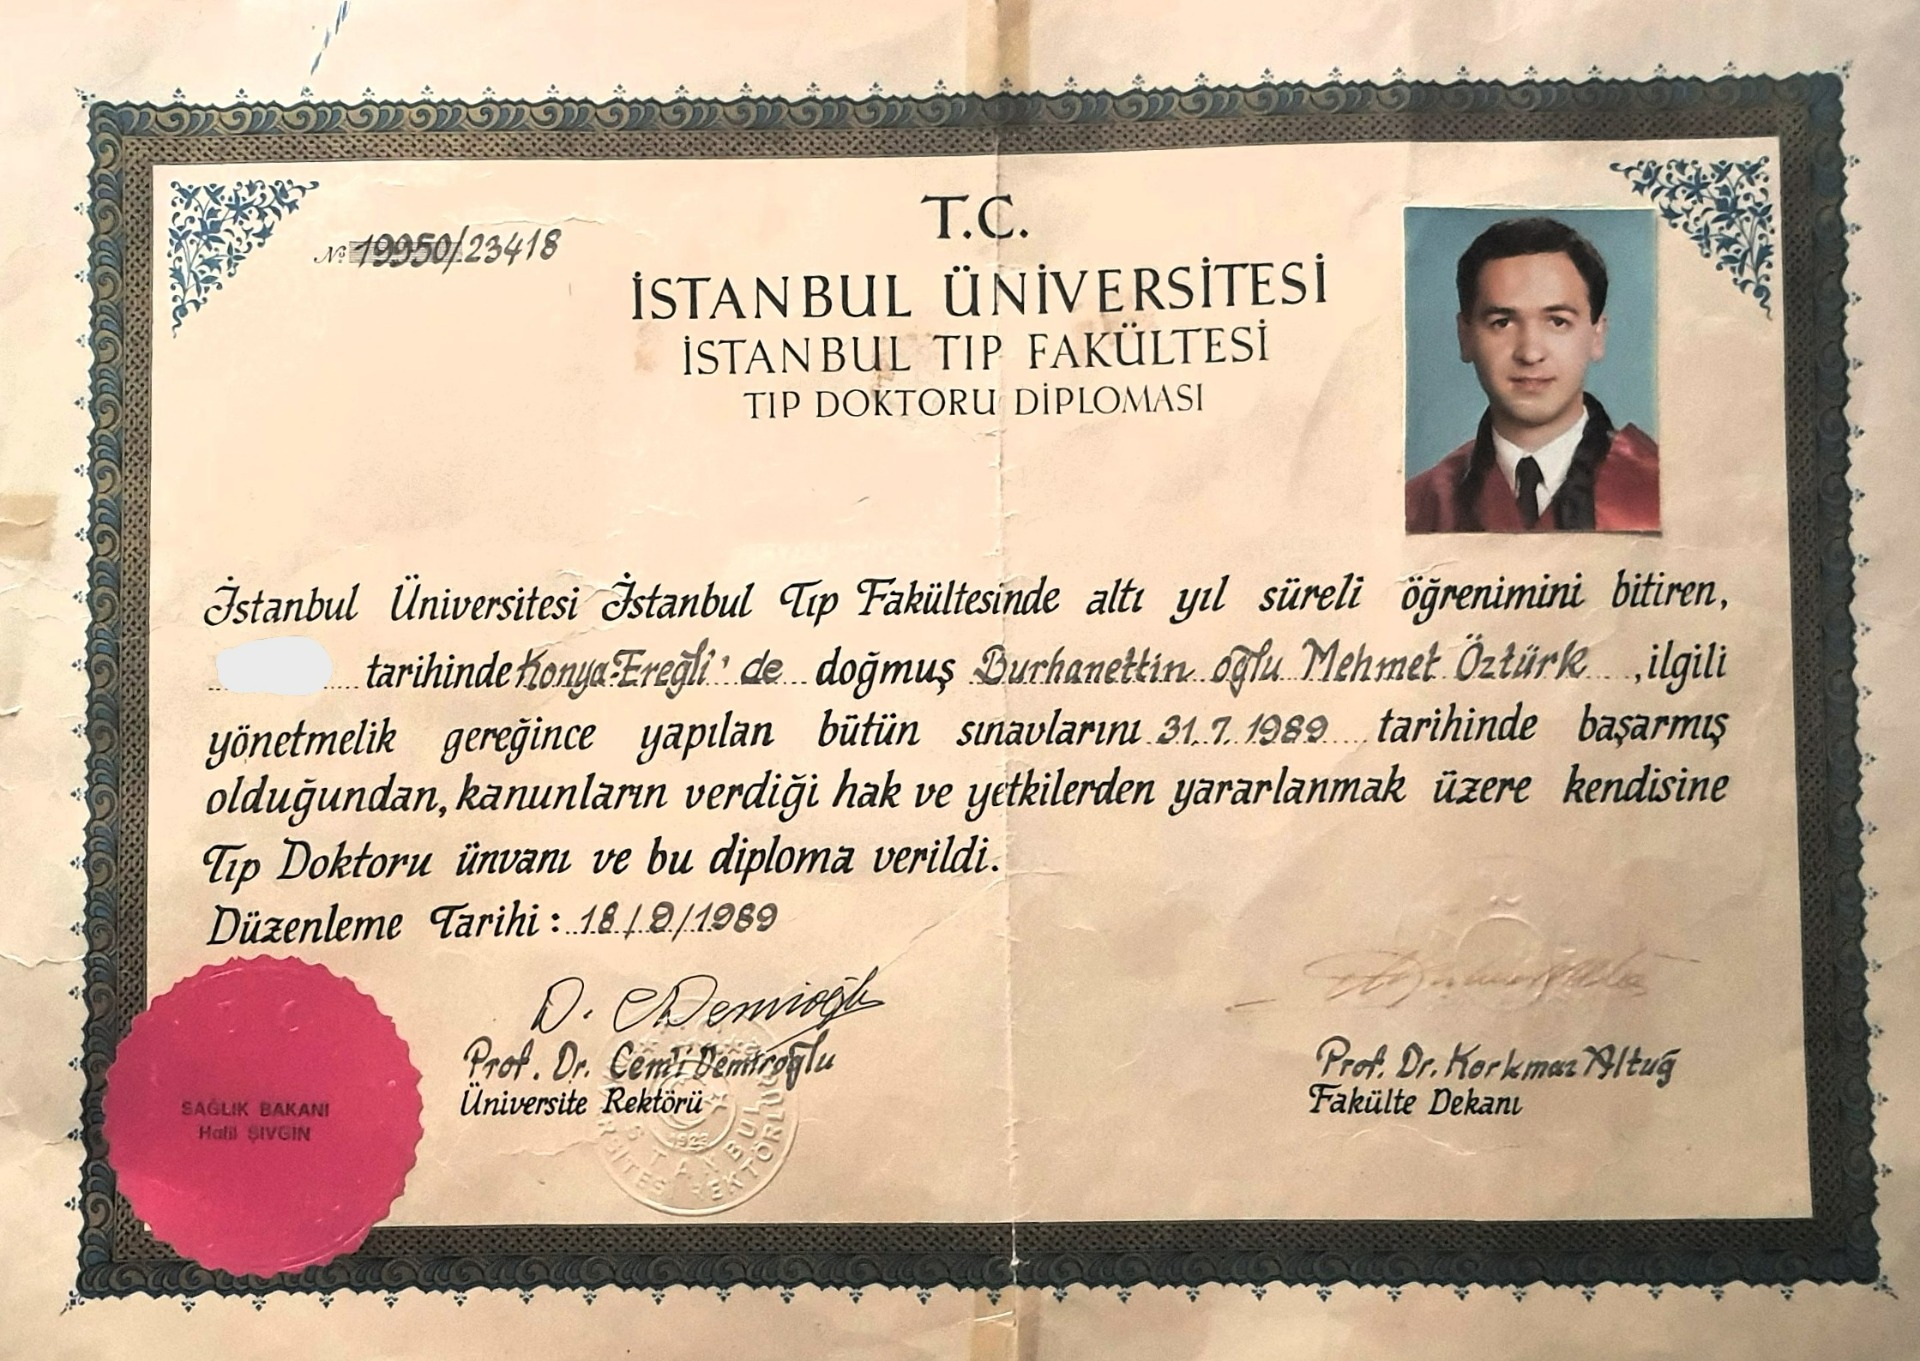 T.C.
İSTANBUL ÜNİVERSİTESİ
İSTANBUL TIP FAKÜLTESİ
TIP DOKTORU DİPLOMASI
№ 19950/23418
İstanbul Üniversitesi İstanbul Tıp Fakültesinde altı yıl süreli öğrenimini bitiren,
tarihinde Konya-Ereğli'de doğmuş Burhanettin oğlu Mehmet Öztürk, ilgili
yönetmelik gereğince yapılan bütün sınavlarını 31.7.1989 tarihinde başarmış
olduğundan, kanunların verdiği hak ve yetkilerden yararlanmak üzere kendisine
Tıp Doktoru ünvanı ve bu diploma verildi.
Düzenleme Tarihi: 18/9/1989
D. CDemiroğlu
Prof. Dr. Cem'i Demiroğlu
Üniversite Rektörü
Prof. Dr. Korkmaz Altuğ
Fakülte Dekanı
SAĞLIK BAKANI
Halil ŞIVGIN
1923